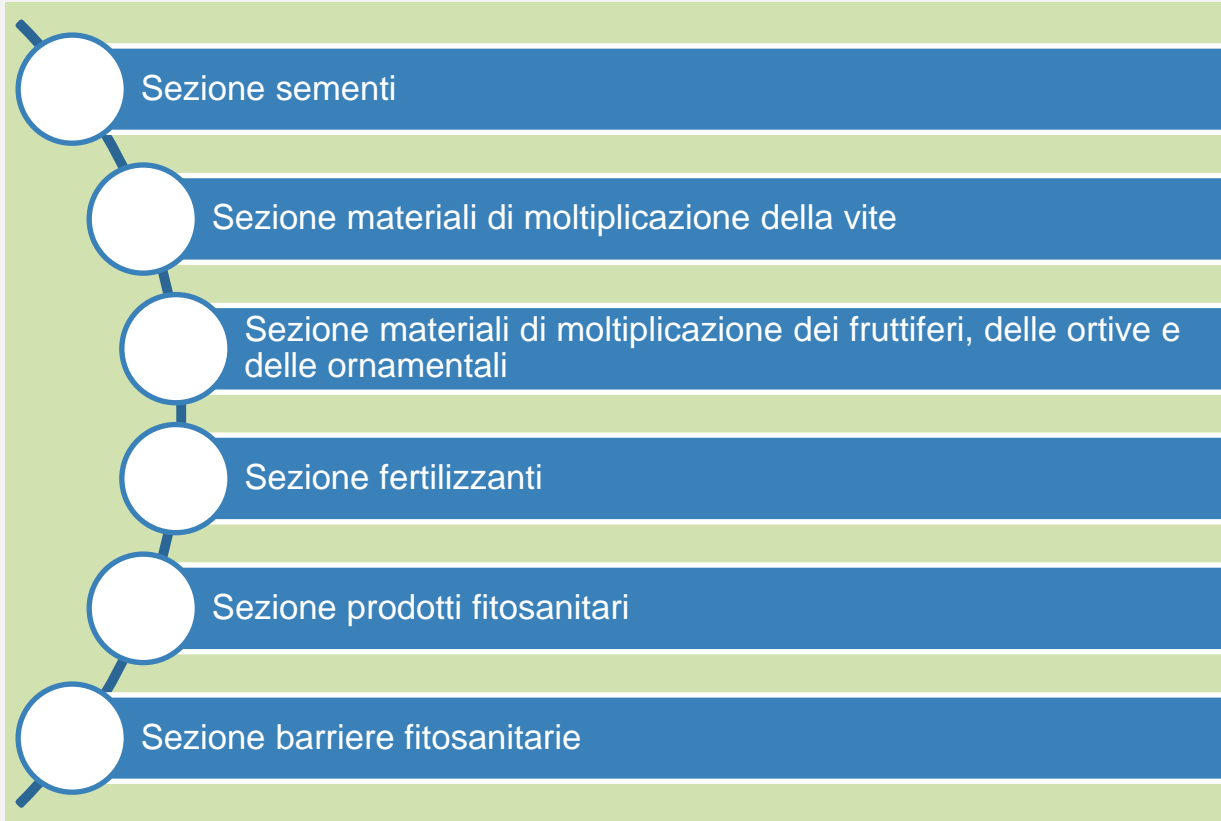 Sezione sementi
Sezione materiali di moltiplicazione della vite
Sezione materiali di moltiplicazione dei fruttiferi, delle ortive e
delle ornamentali
Sezione fertilizzanti
Sezione prodotti fitosanitari
Sezione barriere fitosanitarie